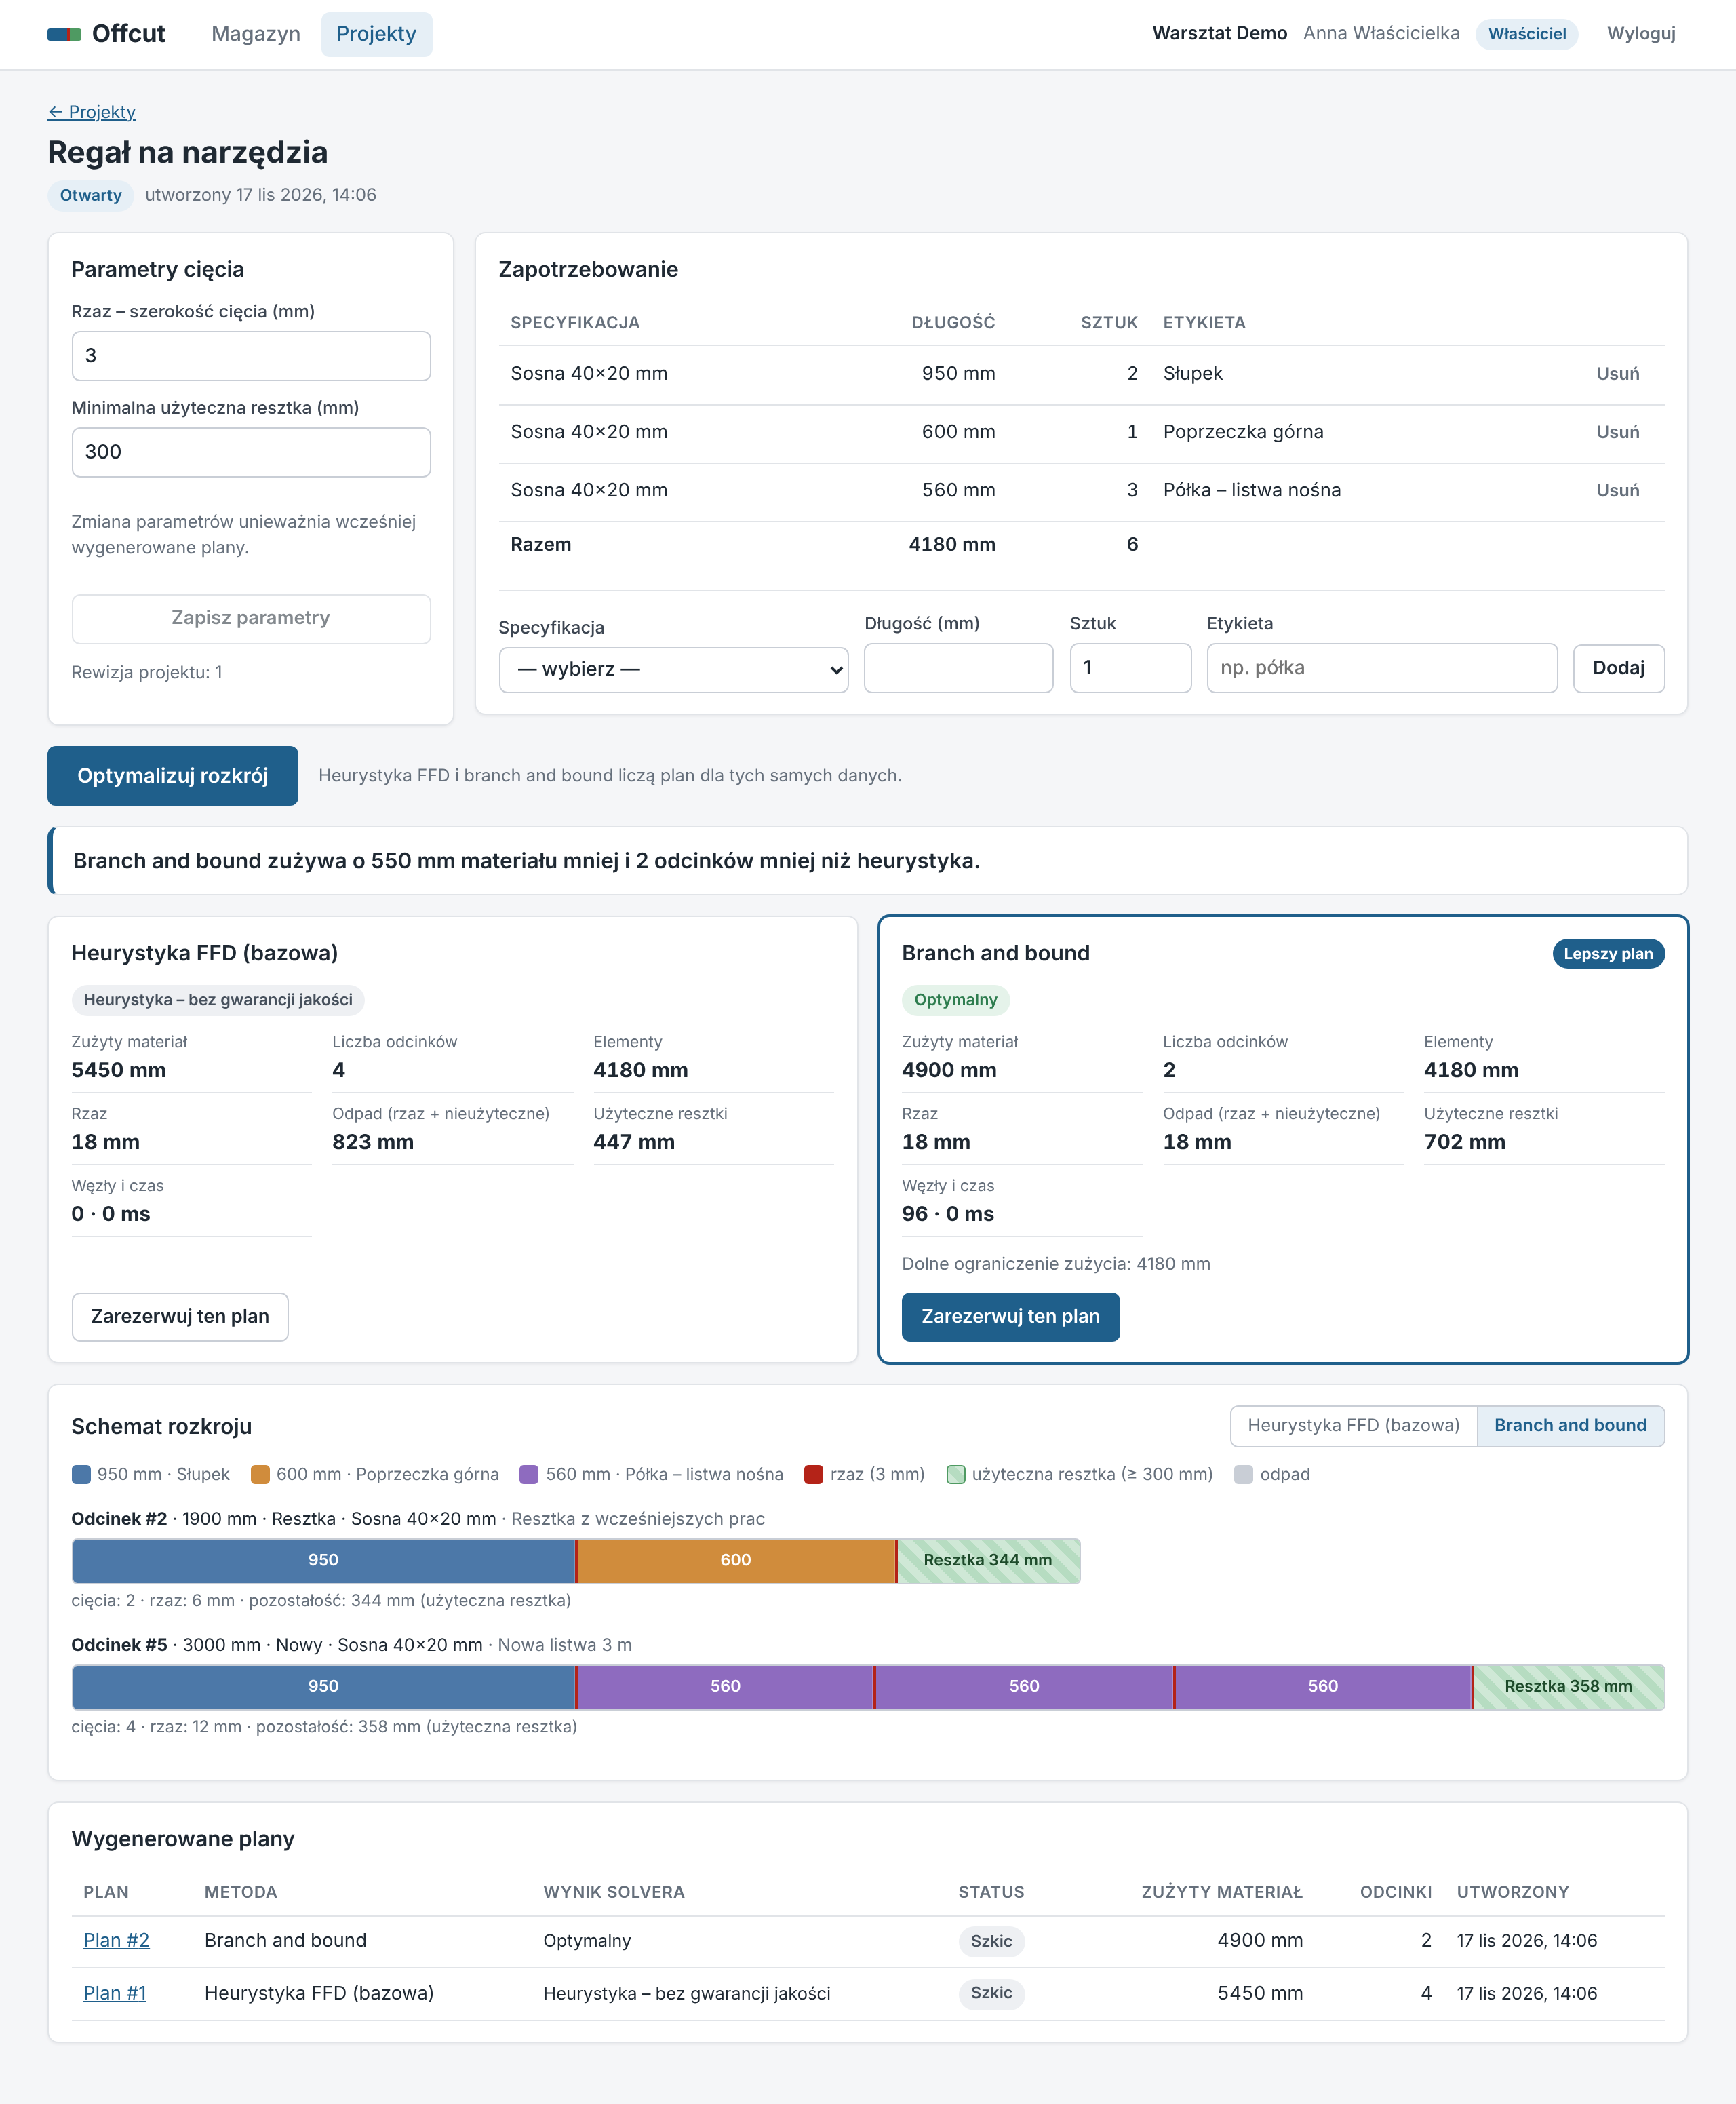 Offcut Magazyn Projekty Warsztat Demo Anna Właścicielka Właściciel Wyloguj
← Projekty
Regał na narzędzia
Otwarty utworzony 17 lis 2026, 14:06
Parametry cięcia
Rzaz – szerokość cięcia (mm)
3
Minimalna użyteczna resztka (mm)
300
Zmiana parametrów unieważnia wcześniej
wygenerowane plany.
Zapisz parametry
Rewizja projektu: 1
Zapotrzebowanie
SPECYFIKACJA DŁUGOŚĆ SZTUK ETYKIETA
Sosna 40×20 mm 950 mm 2 Słupek Usuń
Sosna 40×20 mm 600 mm 1 Poprzeczka górna Usuń
Sosna 40×20 mm 560 mm 3 Półka – listwa nośna Usuń
Razem 4180 mm 6
Specyfikacja Długość (mm) Sztuk Etykieta
— wybierz — 1 np. półka Dodaj
Optymalizuj rozkrój Heurystyka FFD i branch and bound liczą plan dla tych samych danych.
Branch and bound zużywa o 550 mm materiału mniej i 2 odcinków mniej niż heurystyka.
Heurystyka FFD (bazowa)
Heurystyka – bez gwarancji jakości
Zużyty materiał Liczba odcinków Elementy
5450 mm 4 4180 mm
Rzaz Odpad (rzaz + nieużyteczne) Użyteczne resztki
18 mm 823 mm 447 mm
Węzły i czas
0 · 0 ms
Zarezerwuj ten plan
Branch and bound Lepszy plan
Optymalny
Zużyty materiał Liczba odcinków Elementy
4900 mm 2 4180 mm
Rzaz Odpad (rzaz + nieużyteczne) Użyteczne resztki
18 mm 18 mm 702 mm
Węzły i czas
96 · 0 ms
Dolne ograniczenie zużycia: 4180 mm
Zarezerwuj ten plan
Schemat rozkroju Heurystyka FFD (bazowa) Branch and bound
950 mm · Słupek 600 mm · Poprzeczka górna 560 mm · Półka – listwa nośna rzaz (3 mm) użyteczna resztka (≥ 300 mm) odpad
Odcinek #2 · 1900 mm · Resztka · Sosna 40×20 mm · Resztka z wcześniejszych prac
950 600 Resztka 344 mm
cięcia: 2 · rzaz: 6 mm · pozostałość: 344 mm (użyteczna resztka)
Odcinek #5 · 3000 mm · Nowy · Sosna 40×20 mm · Nowa listwa 3 m
950 560 560 560 Resztka 358 mm
cięcia: 4 · rzaz: 12 mm · pozostałość: 358 mm (użyteczna resztka)
Wygenerowane plany
PLAN METODA WYNIK SOLVERA STATUS ZUŻYTY MATERIAŁ ODCINKI UTWORZONY
Plan #2 Branch and bound Optymalny Szkic 4900 mm 2 17 lis 2026, 14:06
Plan #1 Heurystyka FFD (bazowa) Heurystyka – bez gwarancji jakości Szkic 5450 mm 4 17 lis 2026, 14:06